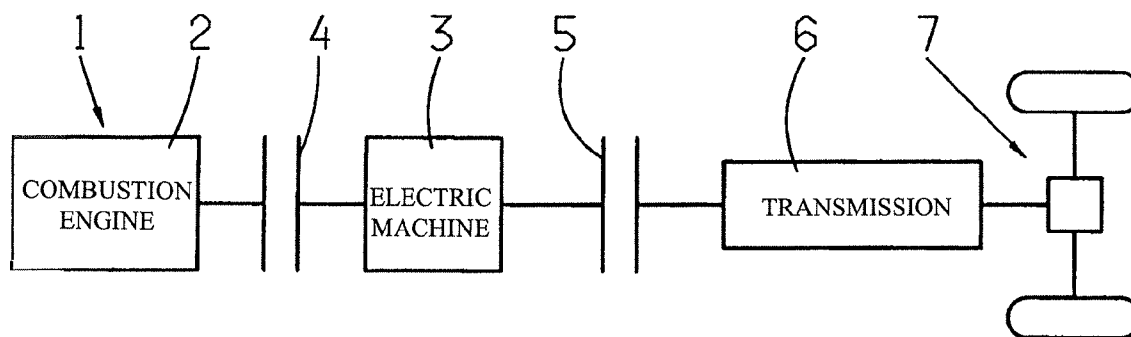 1 2 4 3 5 6 7
COMBUSTION
ENGINE
ELECTRIC
MACHINE
TRANSMISSION